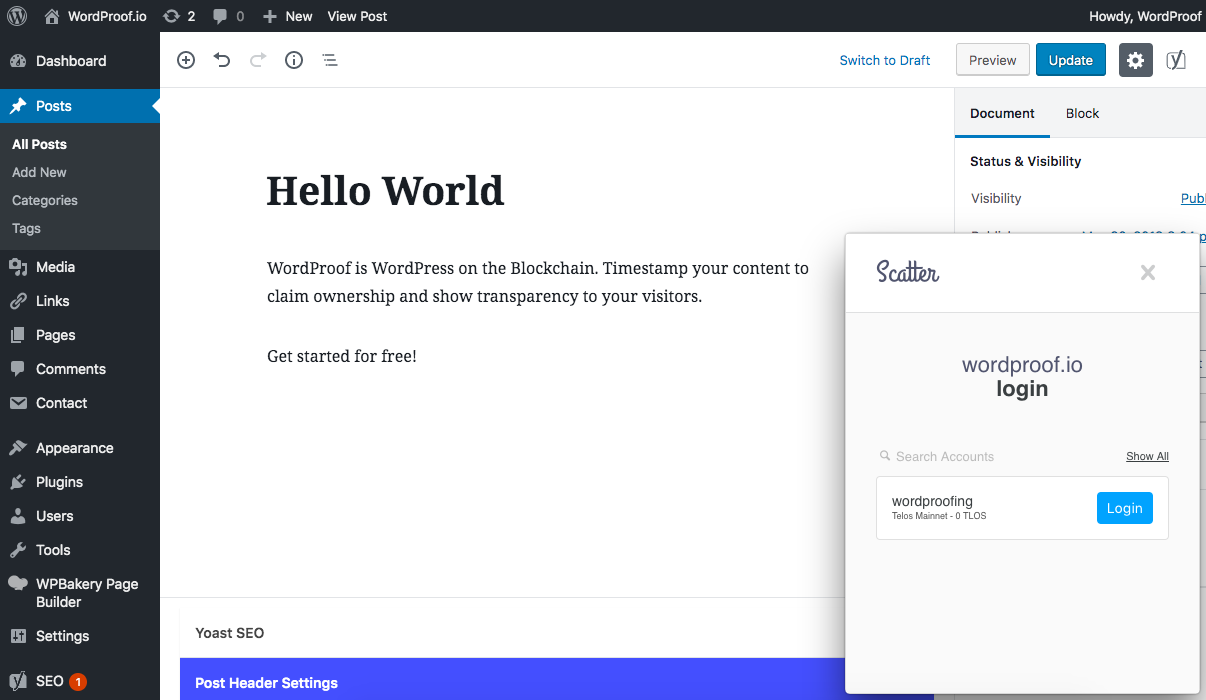 WordProof.io 2 0 New View Post Howdy, WordProof
Dashboard
Posts
All Posts
Add New
Categories
Tags
Media
Links
Pages
Comments
Contact
Appearance
Plugins
Users
Tools
WPBakery Page
Builder
Settings
SEO 1
Switch to Draft Preview Update
Hello World
WordProof is WordPress on the Blockchain. Timestamp your content to
claim ownership and show transparency to your visitors.
Get started for free!
Yoast SEO
Post Header Settings
Document Block
Status & Visibility
Visibility Publ
Scatter
wordproof.io
login
Search Accounts Show All
wordproofing
Telos Mainnet - 0 TLOS
Login